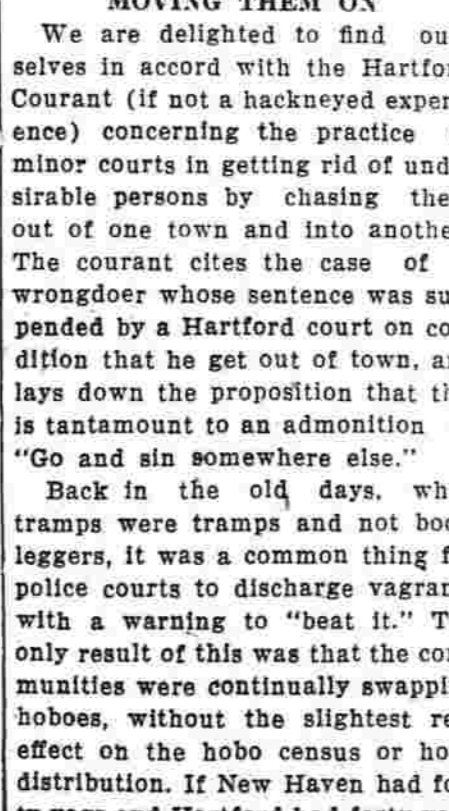 MOVING THEM ON
We are delighted to find ou
selves in accord with the Hartfor
Courant (if not a hackneyed exper
ence) concerning the practice
minor courts in getting rid of und
sirable persons by chasing the
out of one town and into anothe
The courant cites the case of
wrongdoer whose sentence was su
pended by a Hartford court on co
dition that he get out of town, a
lays down the proposition that th
is tantamount to an admonition
"Go and sin somewhere else."
Back in the old days, wh
tramps were tramps and not boo
leggers, it was a common thing f
police courts to discharge vagran
with a warning to "beat it." T
only result of this was that the co
munities were continually swappi
hoboes, without the slightest re
effect on the hobo census or ho
distribution. If New Haven had fo